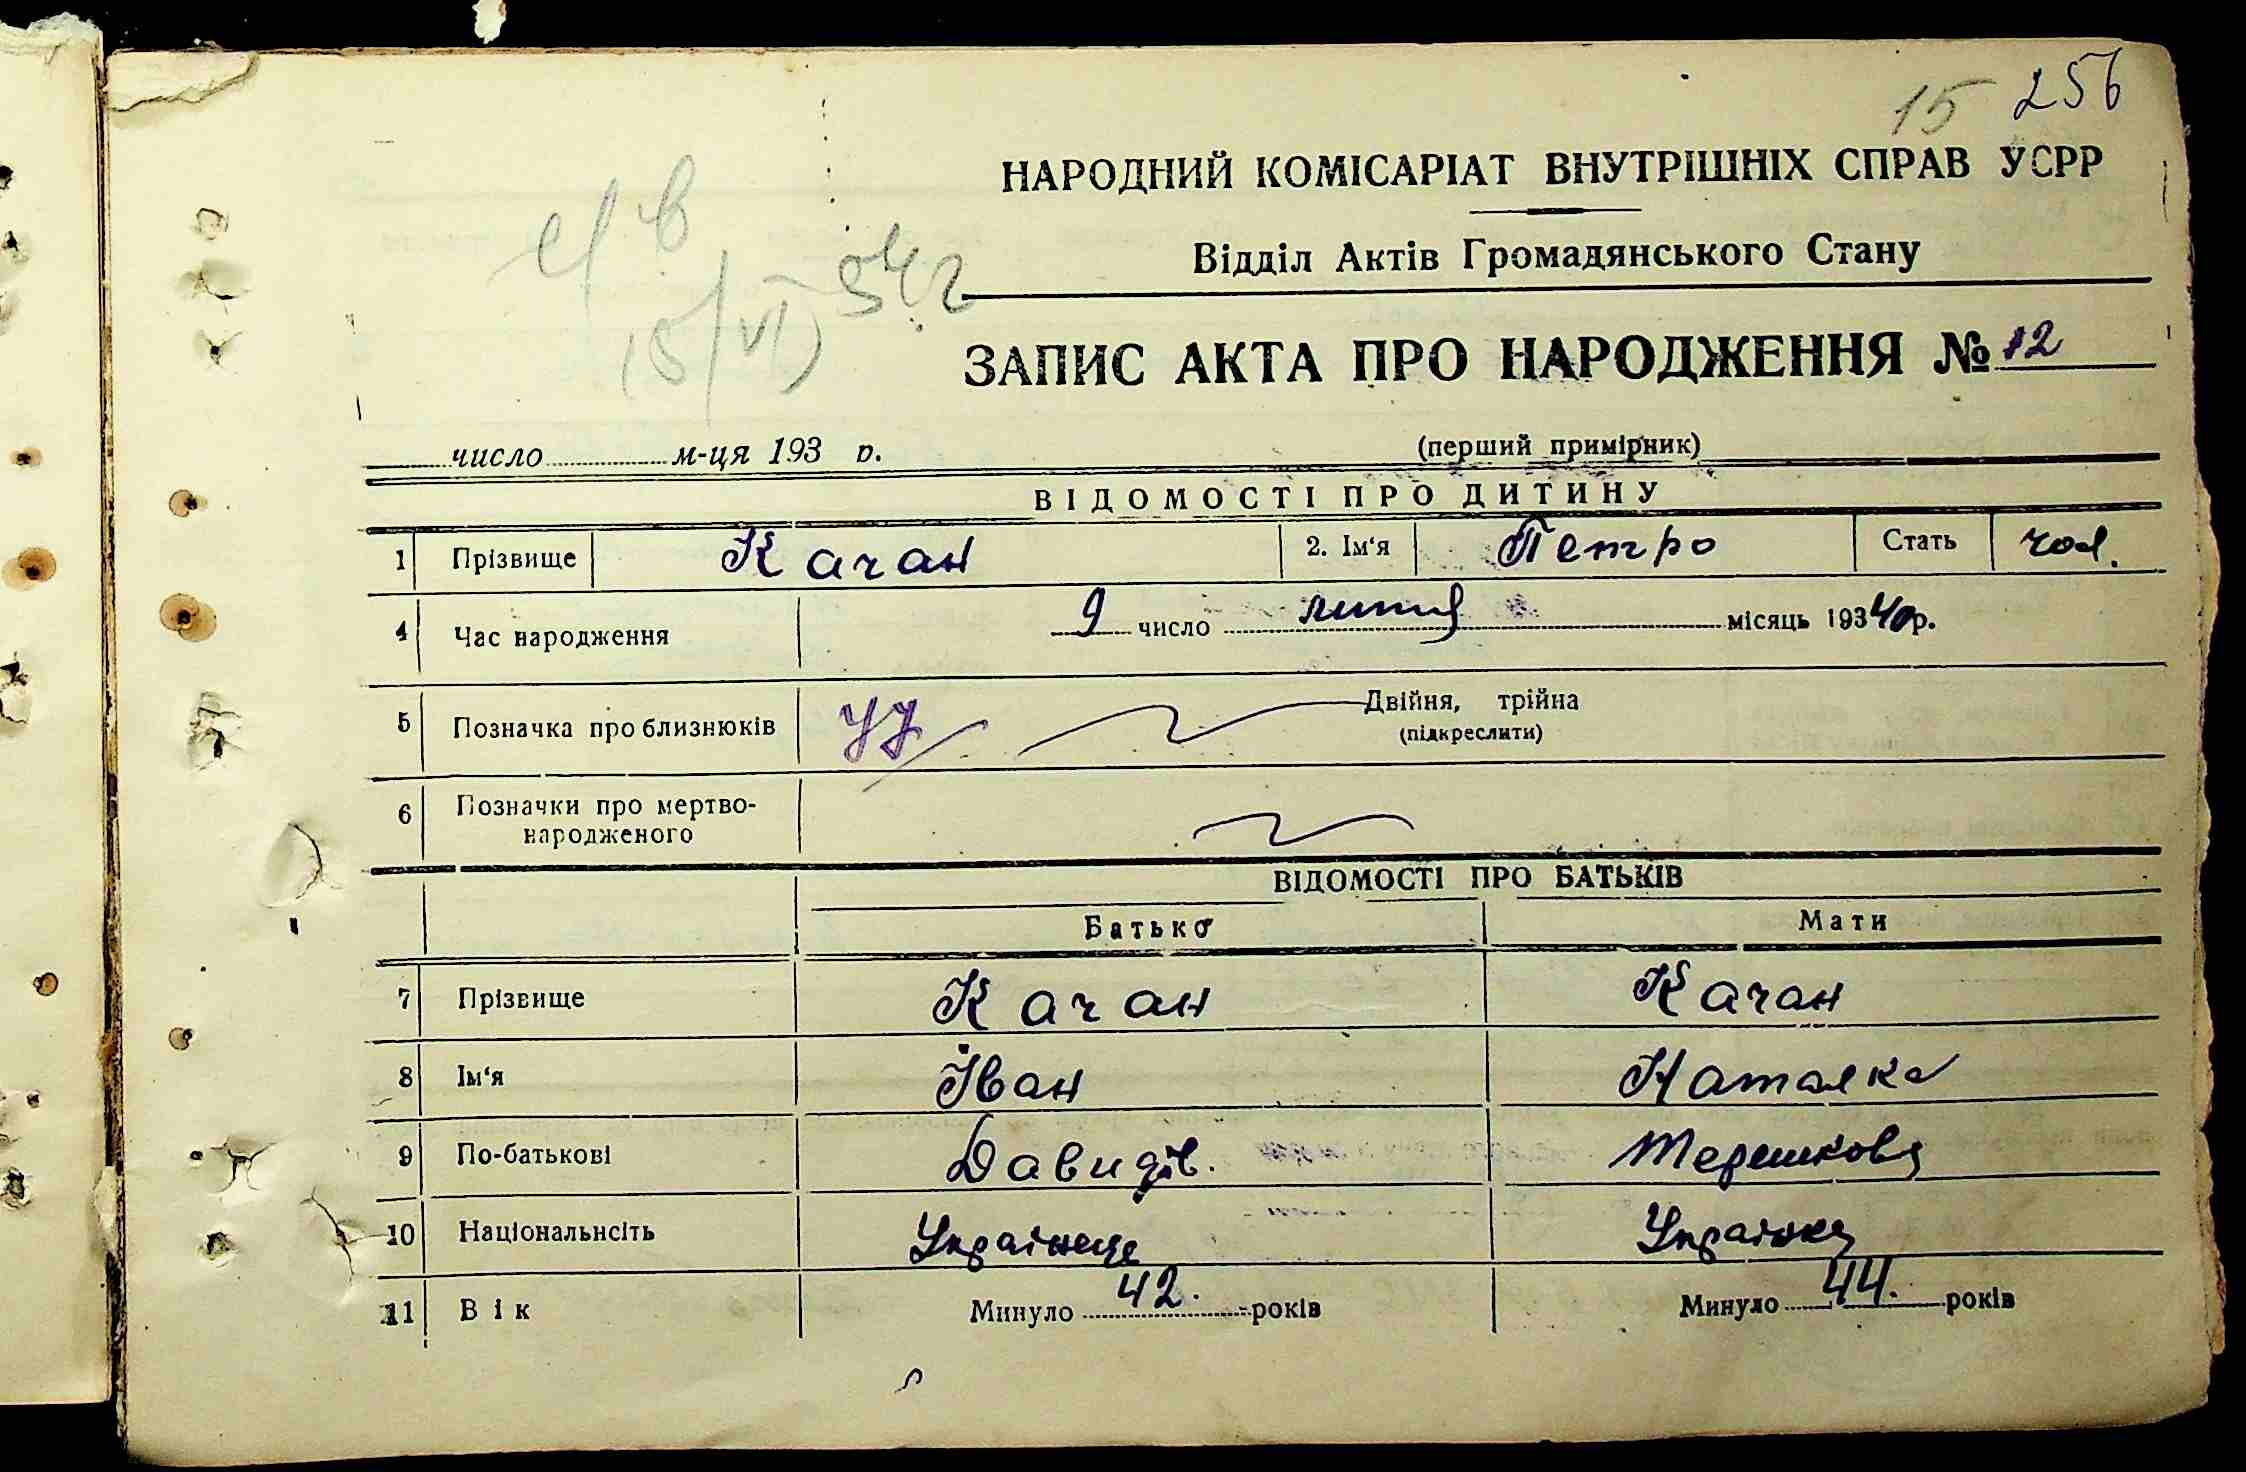 15 256
НАРОДНИЙ КОМІСАРІАТ ВНУТРІШНІХ СПРАВ УСРР
Відділ Актів Громадянського Стану
ЗАПИС АКТА ПРО НАРОДЖЕННЯ № 12
число м-ця 193 р. (перший примірник)
ВІДОМОСТІ ПРО ДИТИНУ
1 Прізвище Качан 2. Ім'я Петро Стать чол.
4 Час народження 9 число місяць 19340р.
5 Позначка про близнюків Двійня, трійна
(підкреслити)
6 Позначки про мертво-
народженого
ВІДОМОСТІ ПРО БАТЬКІВ
Батько Мати
7 Прізвище Качан Качан
8 Ім'я Іван Наталка
9 По-батькові Давидів. Терешкова
10 Національнсіть Українець Українка
11 Вік Минуло 42. років Минуло 44. років